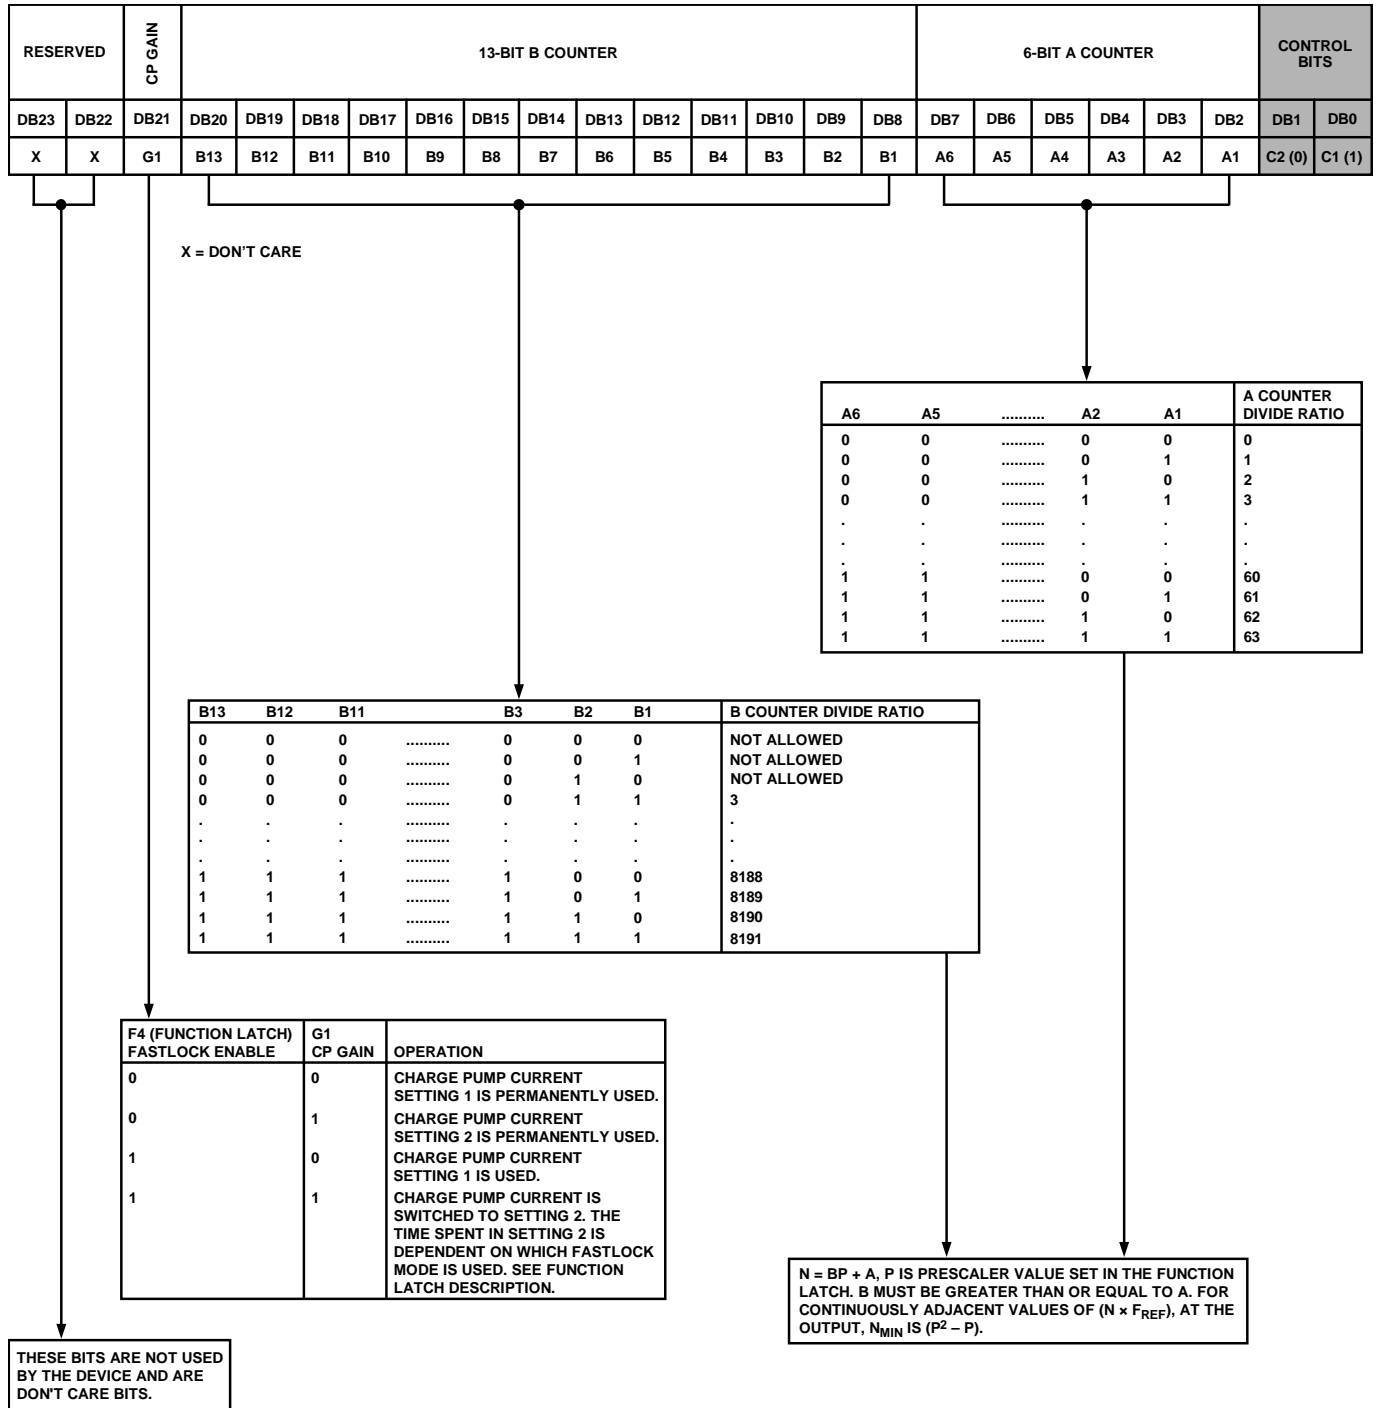 RESERVED CP GAIN 13-BIT B COUNTER 6-BIT A COUNTER CONTROL
BITS
DB23 DB22 DB21 DB20 DB19 DB18 DB17 DB16 DB15 DB14 DB13 DB12 DB11 DB10 DB9 DB8 DB7 DB6 DB5 DB4 DB3 DB2 DB1 DB0
X X G1 B13 B12 B11 B10 B9 B8 B7 B6 B5 B4 B3 B2 B1 A6 A5 A4 A3 A2 A1 C2 (0) C1 (1)
X = DON'T CARE
A COUNTER
A6 A5 .......... A2 A1 DIVIDE RATIO
0 0 .......... 0 0 0
0 0 .......... 0 1 1
0 0 .......... 1 0 2
0 0 .......... 1 1 3
. . .......... . . .
. . .......... . . .
. . .......... . . .
1 1 .......... 0 0 60
1 1 .......... 0 1 61
1 1 .......... 1 0 62
1 1 .......... 1 1 63
B13 B12 B11 B3 B2 B1 B COUNTER DIVIDE RATIO
0 0 0 .......... 0 0 0 NOT ALLOWED
0 0 0 .......... 0 0 1 NOT ALLOWED
0 0 0 .......... 0 1 0 NOT ALLOWED
0 0 0 .......... 0 1 1 3
. . . .......... . . . .
. . . .......... . . . .
. . . .......... . . . .
1 1 1 .......... 1 0 0 8188
1 1 1 .......... 1 0 1 8189
1 1 1 .......... 1 1 0 8190
1 1 1 .......... 1 1 1 8191
F4 (FUNCTION LATCH) G1
FASTLOCK ENABLE CP GAIN OPERATION
0 0 CHARGE PUMP CURRENT
SETTING 1 IS PERMANENTLY USED.
0 1 CHARGE PUMP CURRENT
SETTING 2 IS PERMANENTLY USED.
1 0 CHARGE PUMP CURRENT
SETTING 1 IS USED.
1 1 CHARGE PUMP CURRENT IS
SWITCHED TO SETTING 2. THE
TIME SPENT IN SETTING 2 IS
DEPENDENT ON WHICH FASTLOCK
MODE IS USED. SEE FUNCTION
LATCH DESCRIPTION.
N = BP + A, P IS PRESCALER VALUE SET IN THE FUNCTION
LATCH. B MUST BE GREATER THAN OR EQUAL TO A. FOR
CONTINUOUSLY ADJACENT VALUES OF (N × FREF), AT THE
OUTPUT, NMIN IS (P² – P).
THESE BITS ARE NOT USED
BY THE DEVICE AND ARE
DON'T CARE BITS.